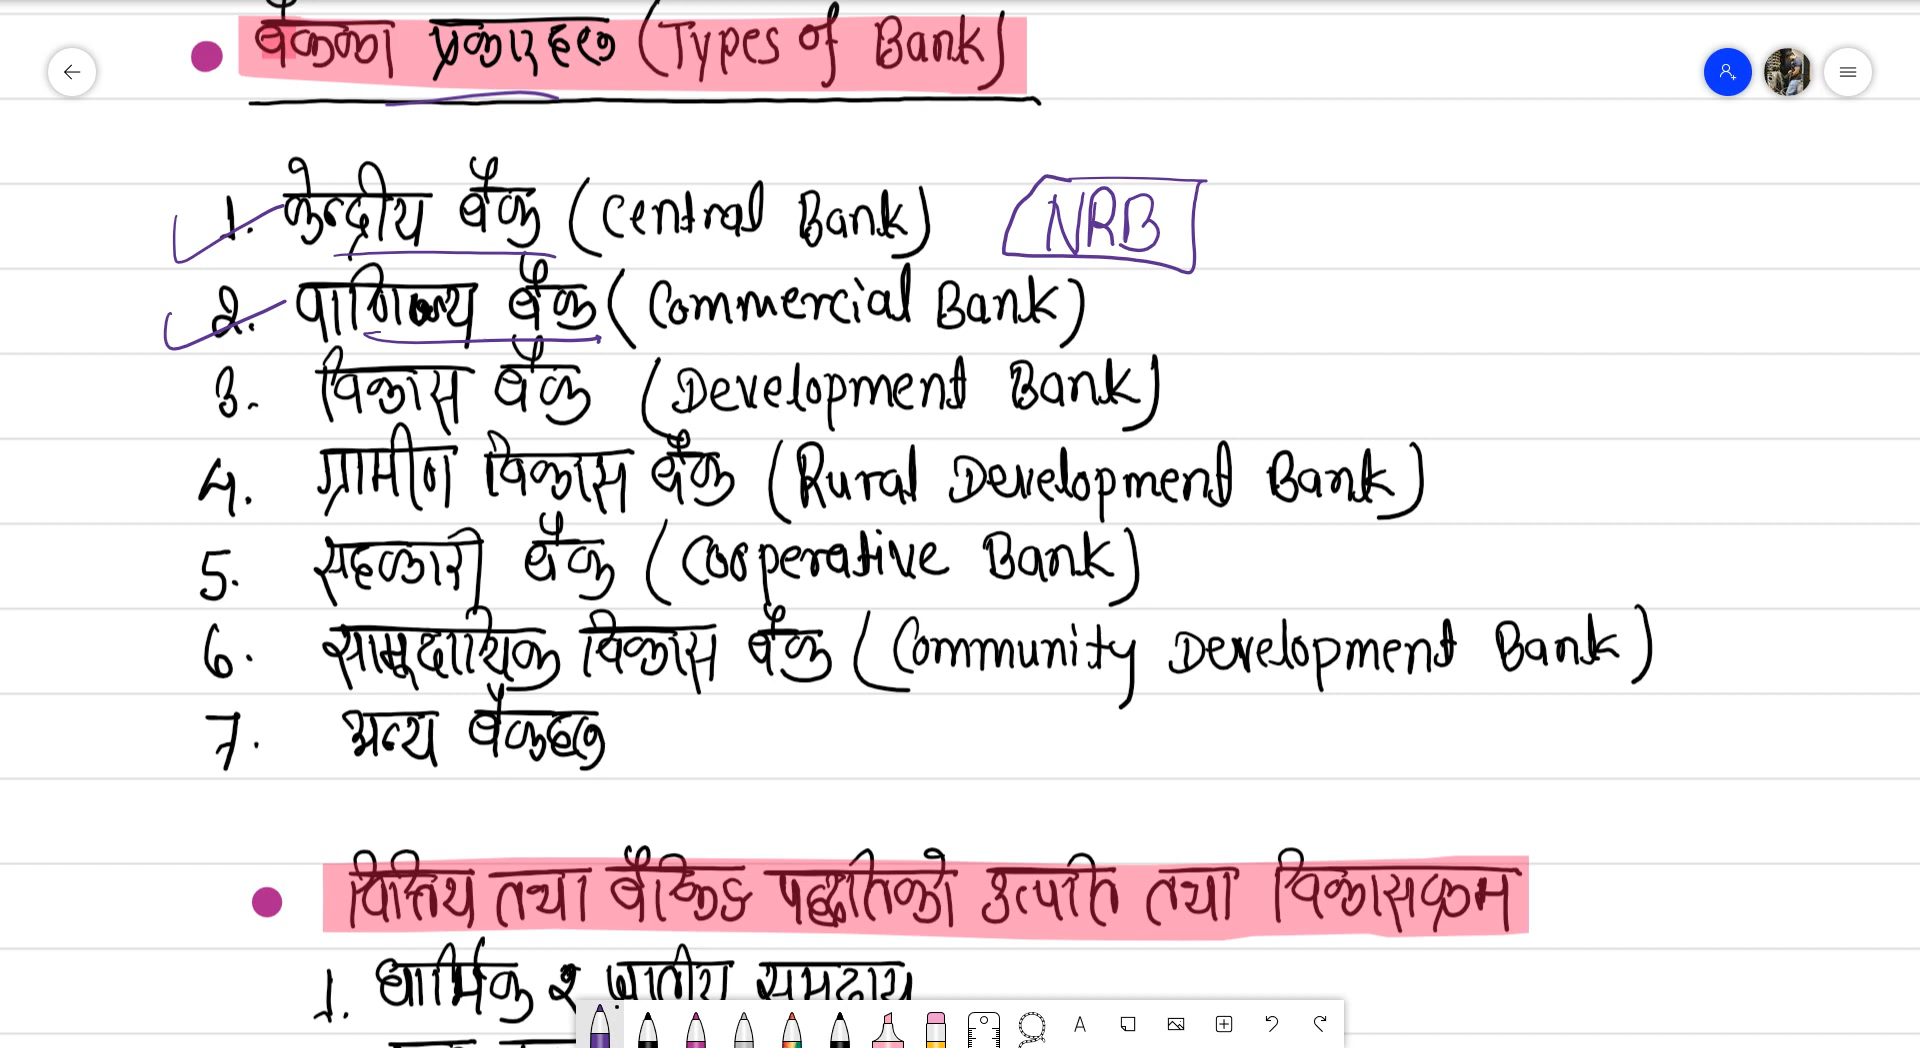 बैंकका प्रकारहरु (Types of Bank)
1. केन्द्रीय बैंक (Central Bank) NRB
2. वाणिज्य बैंक (Commercial Bank)
3. विकास बैंक (Development Bank)
4. ग्रामीण विकास बैंक (Rural Development Bank)
5. सहकारी बैंक (Cooperative Bank)
6. सामूदायिक विकास बैंक (Community Development Bank)
7. अन्य बैंकहरु
वित्तिय तथा बैंकिङ पद्धतिको उत्पत्ति तथा विकासक्रम
1. धार्मिक र जातीय समुदाय
A